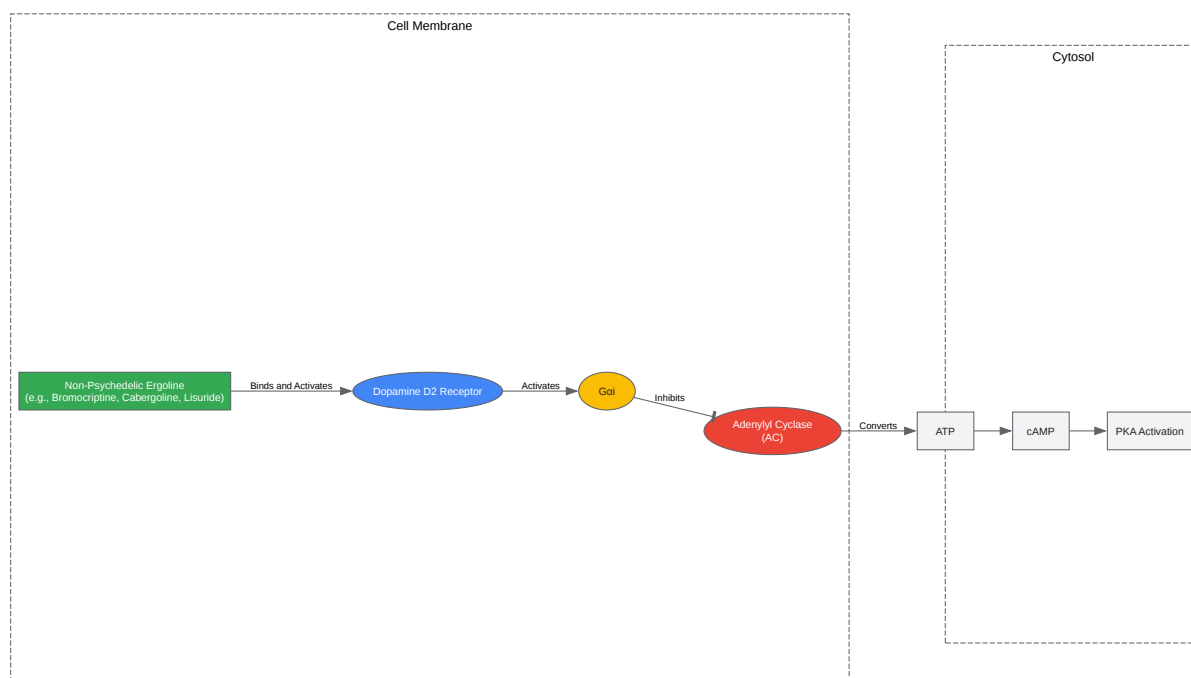 Cell Membrane
Cytosol
Non-Psychedelic Ergoline
(e.g., Bromocriptine, Cabergoline, Lisuride)
Binds and Activates
Dopamine D2 Receptor
Activates
Gαi
Inhibits
Adenylyl Cyclase
(AC)
Converts
ATP
cAMP
PKA Activation